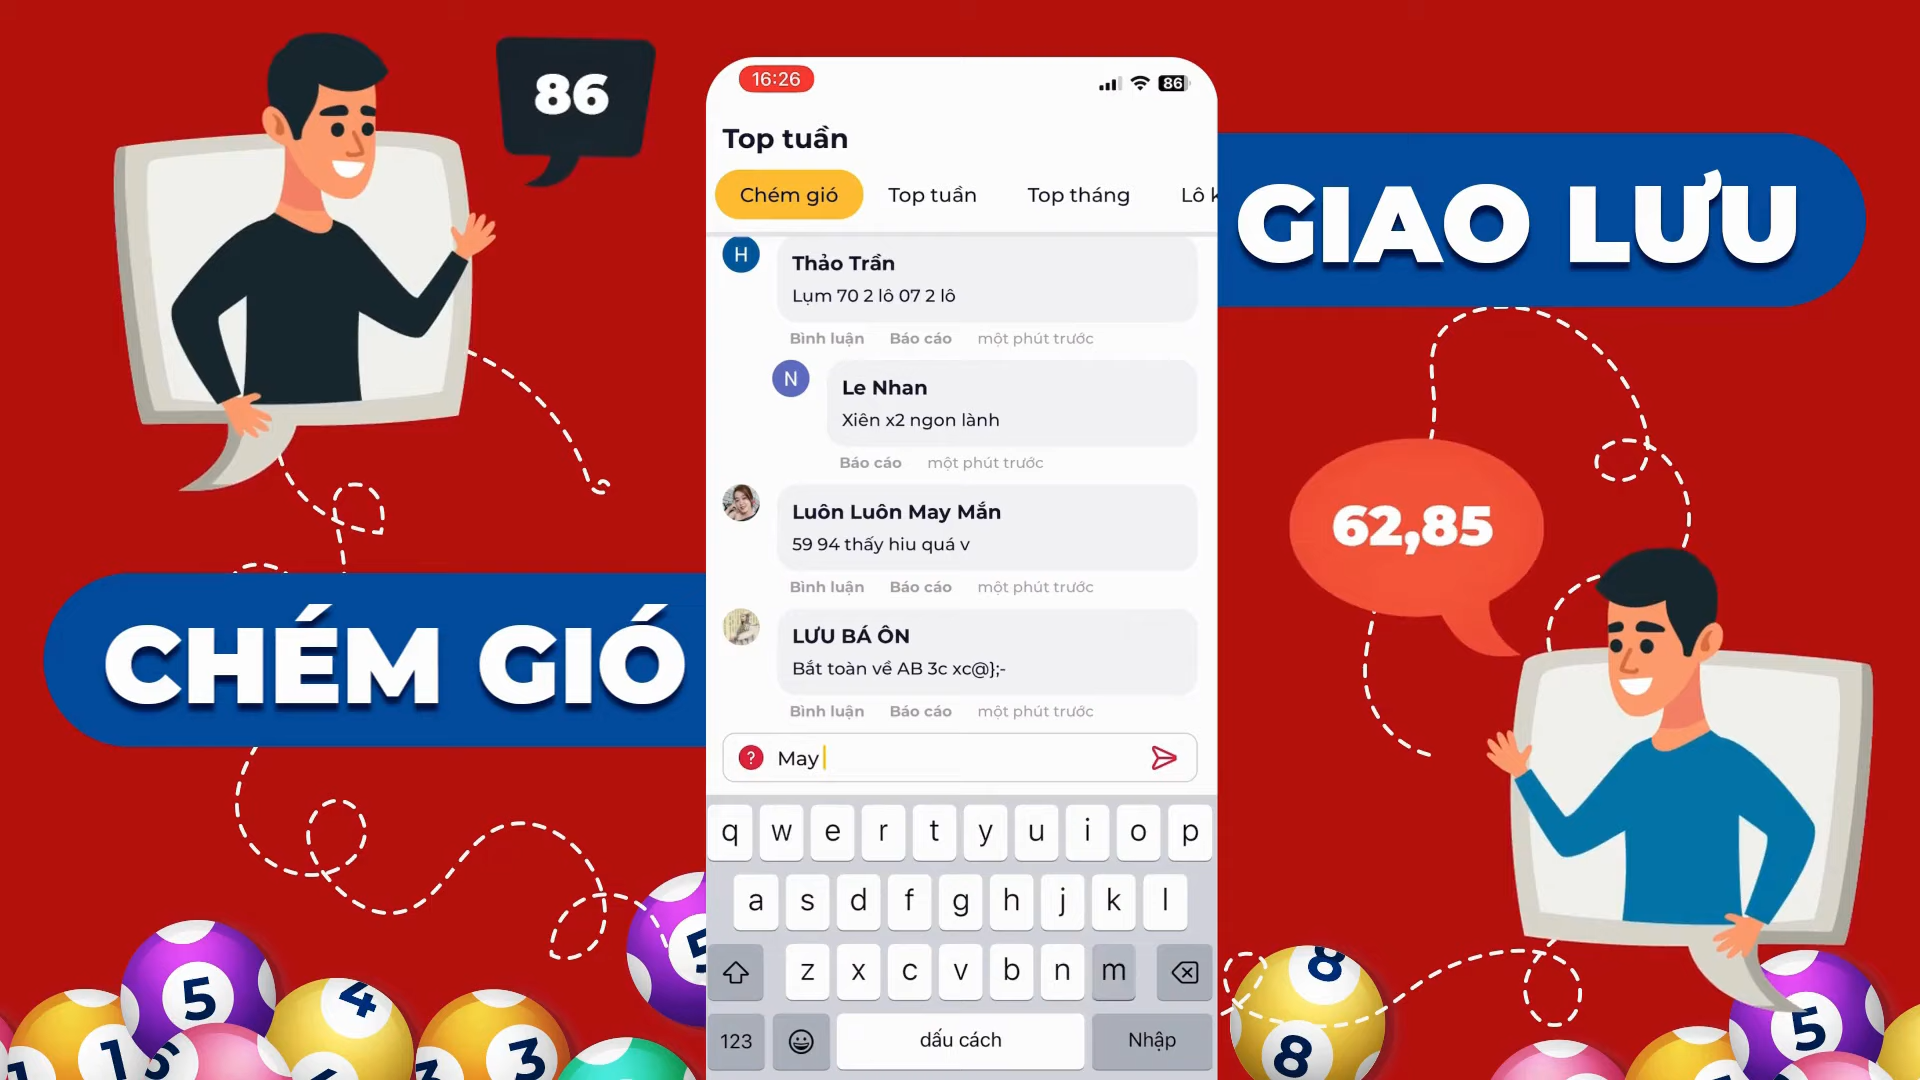 86
16:26
86
Top tuần
Chém gió
Top tuần
Top tháng
Lô k
GIAO LƯU
H
Thảo Trần
Lụm 70 2 lô 07 2 lô
Bình luận Báo cáo một phút trước
N
Le Nhan
Xiên x2 ngon lành
Báo cáo một phút trước
Luôn Luôn May Mắn
59 94 thấy hiu quá v
Bình luận Báo cáo một phút trước
62,85
CHÉM GIÓ
LƯU BÁ ÔN
Bắt toàn về AB 3c xc@};-
Bình luận Báo cáo một phút trước
? May
q w e r t y u i o p
a s d f g h j k l
z x c v b n m
123 dấu cách Nhập
5 4 5 8
1 5 3 8 5